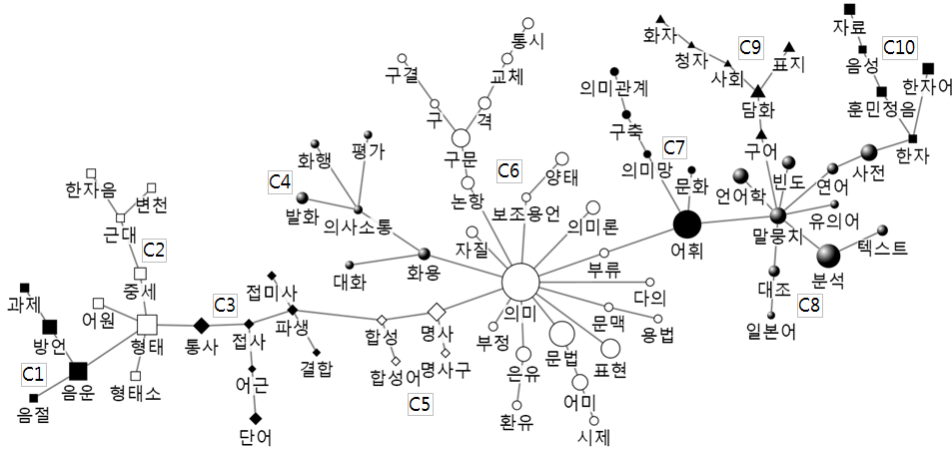 자료
통시
화자
C9
C10
청자
표지
음성
구결
교체
사회
한자어
의미관계
담화
훈민정음
구
격
구축
평가
화행
구문
C7
구어
한자
C6
의미망
사전
C4
양태
문화
언어학
빈도
연어
한자음
변천
논항
보조용언
발화
의사소통
의미론
유의어
근대
자질
어휘
말뭉치
텍스트
C2
부류
대화
화용
분석
중세
접미사
다의
대조
과제
C3
의미
C8
어원
문맥
용법
일본어
방언
형태
통사
접사
파생
합성
명사
부정
C1
결합
문법
표현
음운
형태소
어근
합성어
명사구
은유
음절
C5
어미
환유
단어
시제